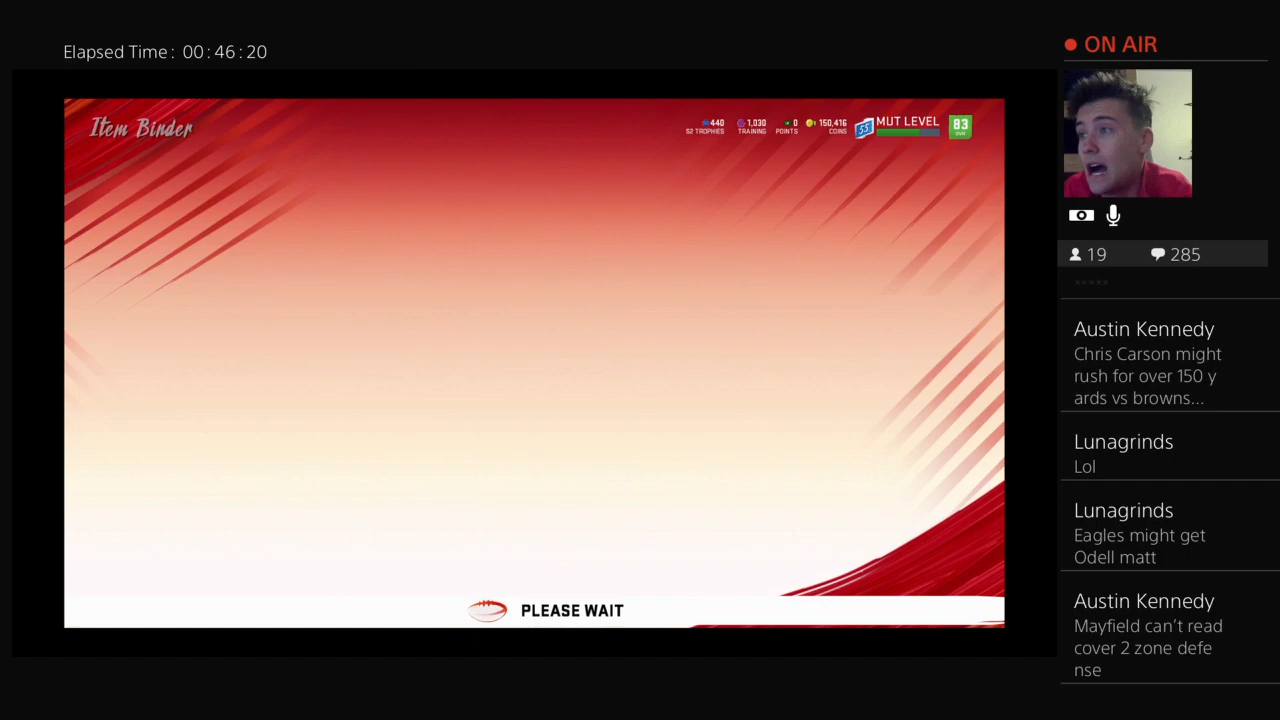 Elapsed Time: 00:46:20
ON AIR
Item Binder
440
S2 TROPHIES
1,030
TRAINING
0
POINTS
150,416
COINS
55
MUT LEVEL
83
OVR
19
285
Austin Kennedy
Chris Carson might
rush for over 150 y
ards vs browns...
Lunagrinds
Lol
Lunagrinds
Eagles might get
Odell matt
Austin Kennedy
Mayfield can't read
cover 2 zone defe
nse
PLEASE WAIT